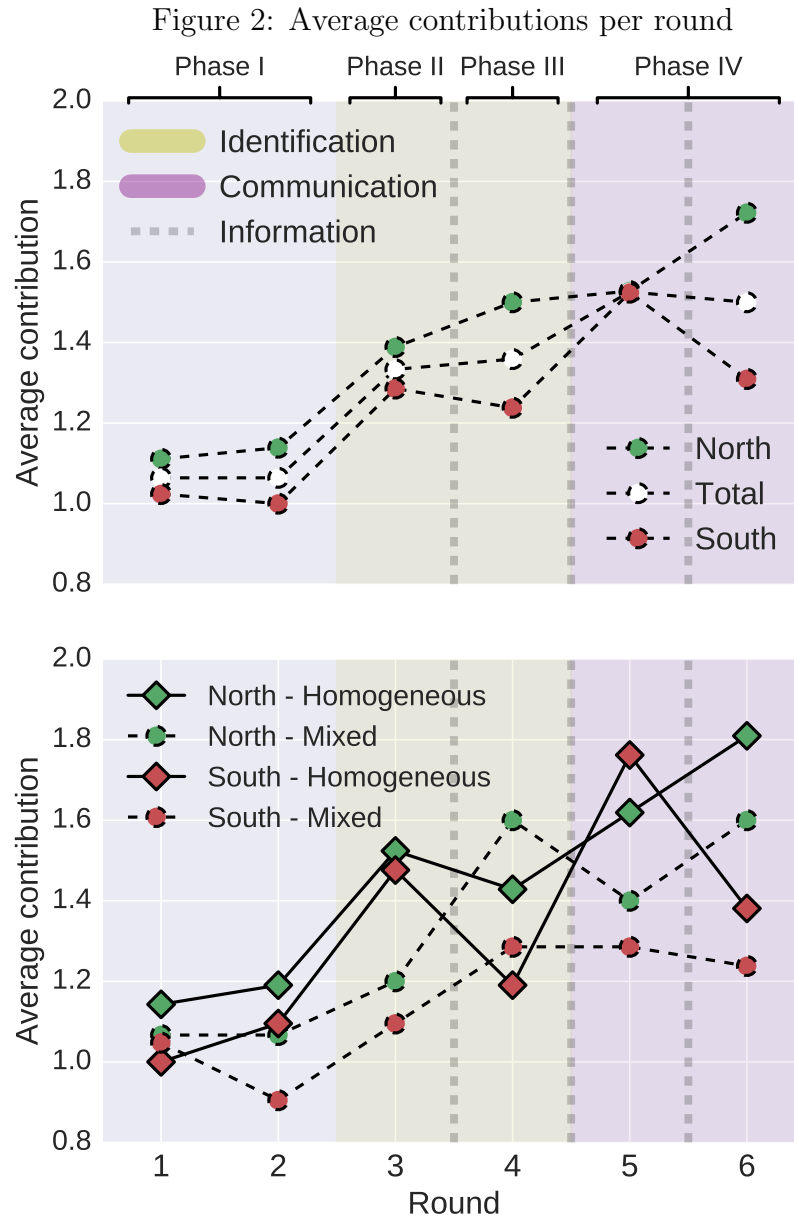 Figure 2: Average contributions per round
Phase I Phase II Phase III Phase IV
2.0
1.8
1.6
1.4
1.2
1.0
0.8
Average contribution
Identification
Communication
Information
North
Total
South
2.0
1.8
1.6
1.4
1.2
1.0
0.8
Average contribution
North - Homogeneous
North - Mixed
South - Homogeneous
South - Mixed
1 2 3 4 5 6
Round